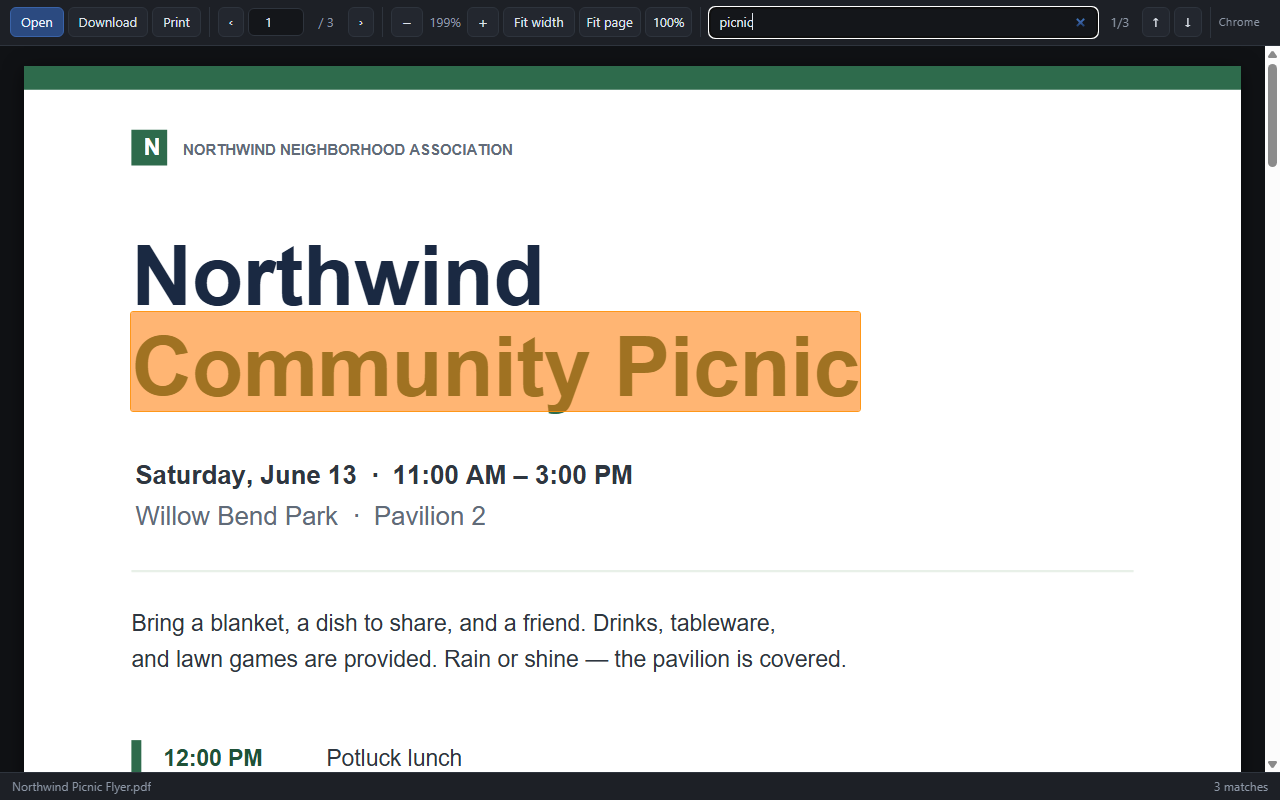 Open Download Print ‹ 1 / 3 › − 199% + Fit width Fit page 100% picnic × 1/3 ↑ ↓ Chrome
N NORTHWIND NEIGHBORHOOD ASSOCIATION
Northwind
Community Picnic
Saturday, June 13 · 11:00 AM – 3:00 PM
Willow Bend Park · Pavilion 2
Bring a blanket, a dish to share, and a friend. Drinks, tableware,
and lawn games are provided. Rain or shine — the pavilion is covered.
12:00 PM Potluck lunch
Northwind Picnic Flyer.pdf 3 matches